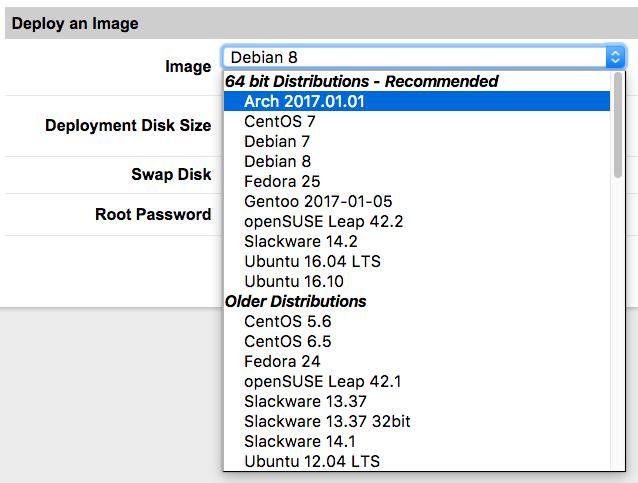 Deploy an Image
Image
Debian 8
64 bit Distributions - Recommended
Arch 2017.01.01
CentOS 7
Deployment Disk Size
Debian 7
Debian 8
Swap Disk
Fedora 25
Gentoo 2017-01-05
Root Password
openSUSE Leap 42.2
Slackware 14.2
Ubuntu 16.04 LTS
Ubuntu 16.10
Older Distributions
CentOS 5.6
CentOS 6.5
Fedora 24
openSUSE Leap 42.1
Slackware 13.37
Slackware 13.37 32bit
Slackware 14.1
Ubuntu 12.04 LTS